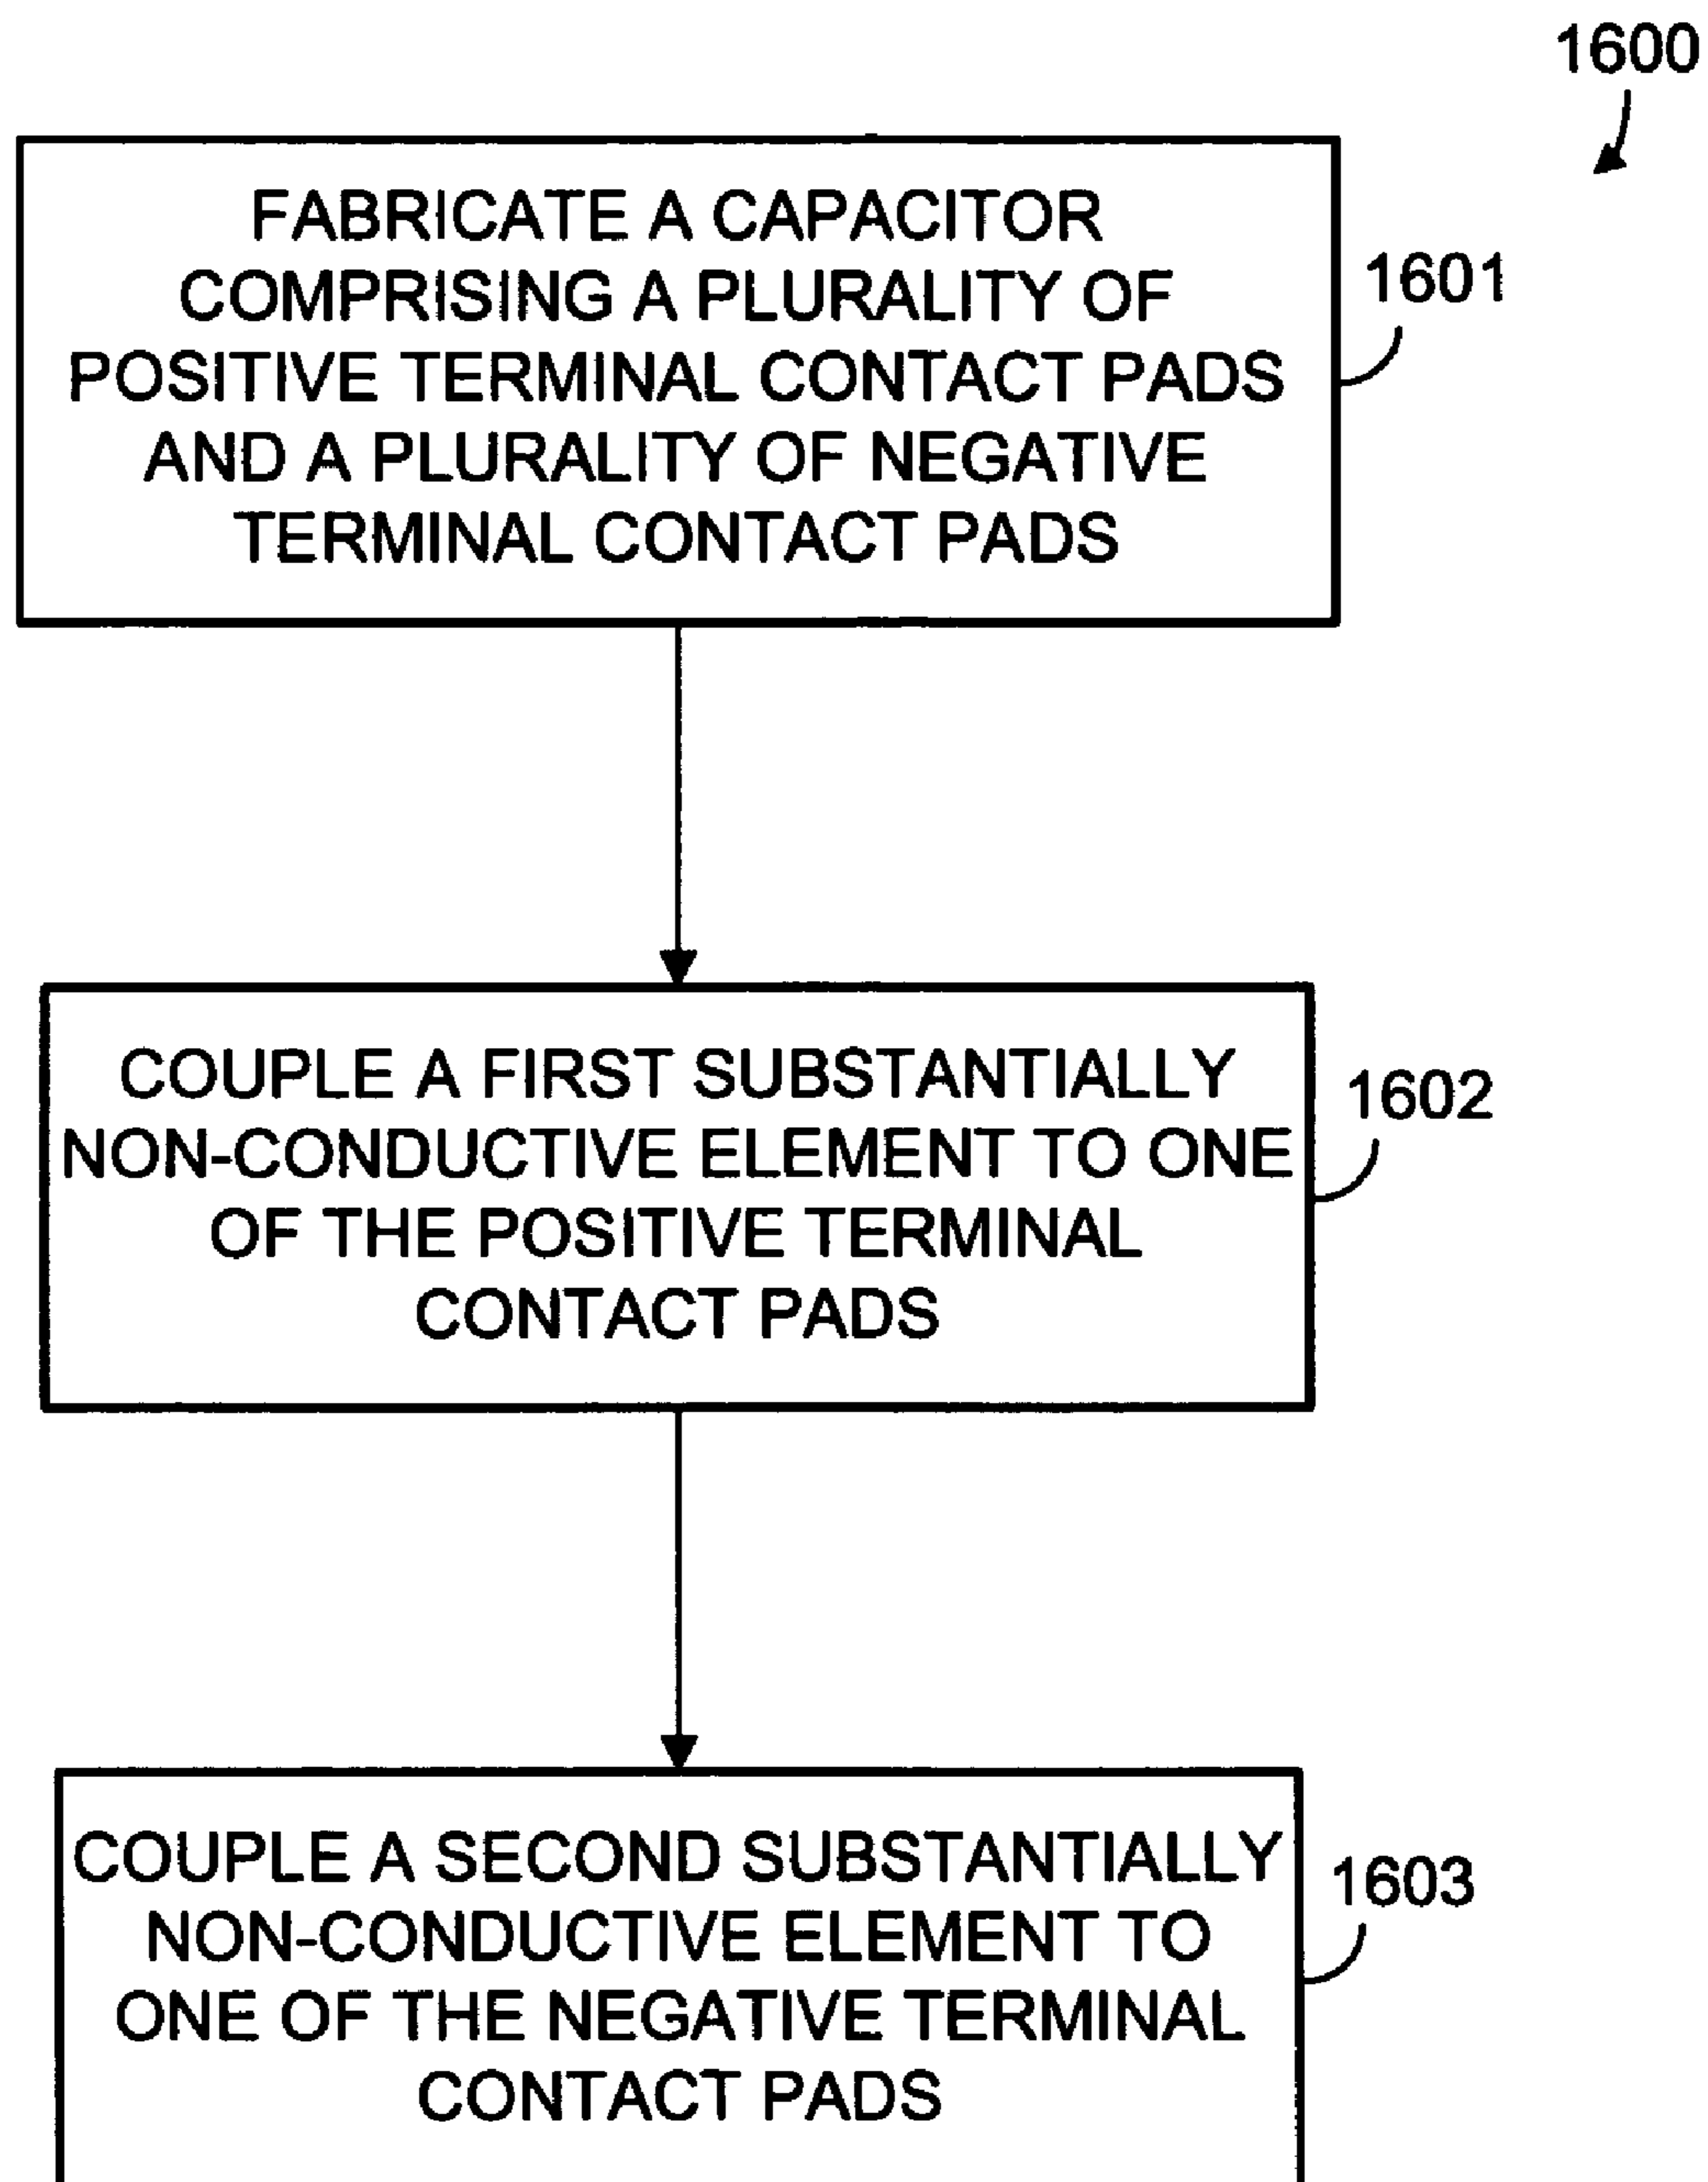 1600
FABRICATE A CAPACITOR
COMPRISING A PLURALITY OF
POSITIVE TERMINAL CONTACT PADS
AND A PLURALITY OF NEGATIVE
TERMINAL CONTACT PADS
1601
COUPLE A FIRST SUBSTANTIALLY
NON-CONDUCTIVE ELEMENT TO ONE
OF THE POSITIVE TERMINAL
CONTACT PADS
1602
COUPLE A SECOND SUBSTANTIALLY
NON-CONDUCTIVE ELEMENT TO
ONE OF THE NEGATIVE TERMINAL
CONTACT PADS
1603